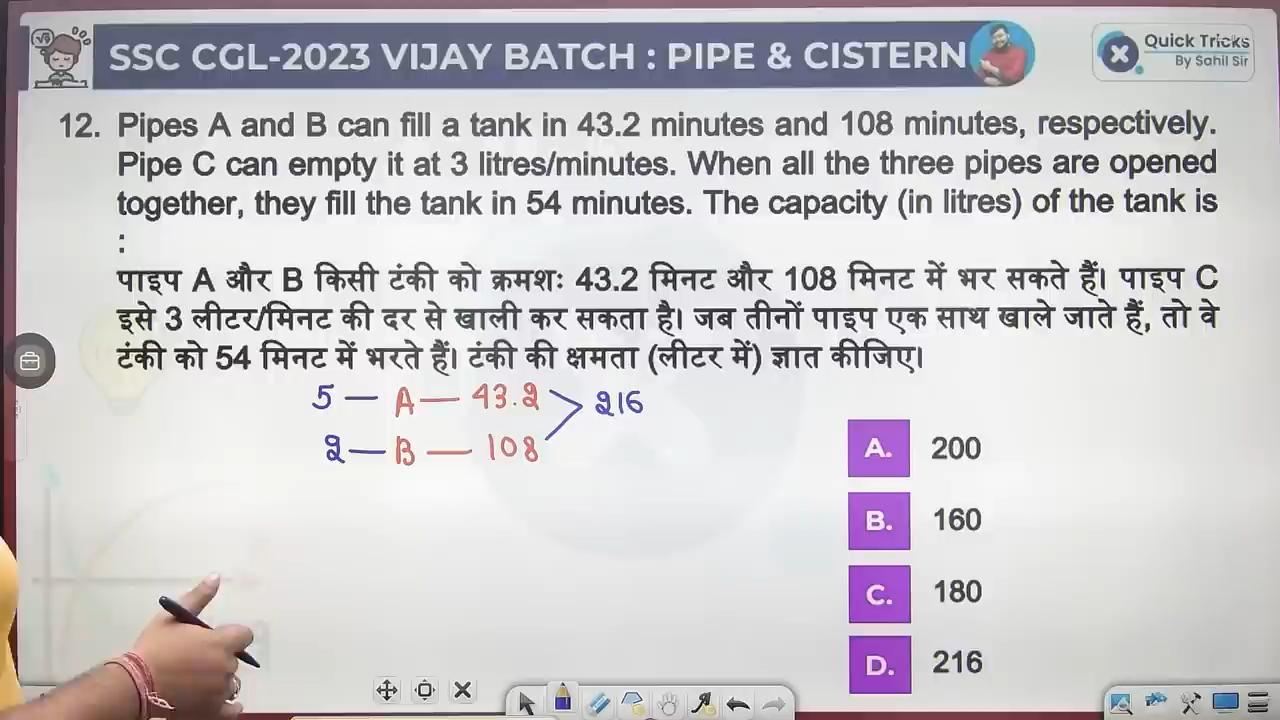 SSC CGL-2023 VIJAY BATCH : PIPE & CISTERN
Quick Tricks
By Sahil Sir
12. Pipes A and B can fill a tank in 43.2 minutes and 108 minutes, respectively.
Pipe C can empty it at 3 litres/minutes. When all the three pipes are opened
together, they fill the tank in 54 minutes. The capacity (in litres) of the tank is
:
पाइप A और B किसी टंकी को क्रमशः 43.2 मिनट और 108 मिनट में भर सकते हैं। पाइप C
इसे 3 लीटर/मिनट की दर से खाली कर सकता है। जब तीनों पाइप एक साथ खाले जाते हैं, तो वे
टंकी को 54 मिनट में भरते हैं। टंकी की क्षमता (लीटर में) ज्ञात कीजिए।
5 — A — 43.2
216
2 — B — 108
A. 200
B. 160
C. 180
D. 216